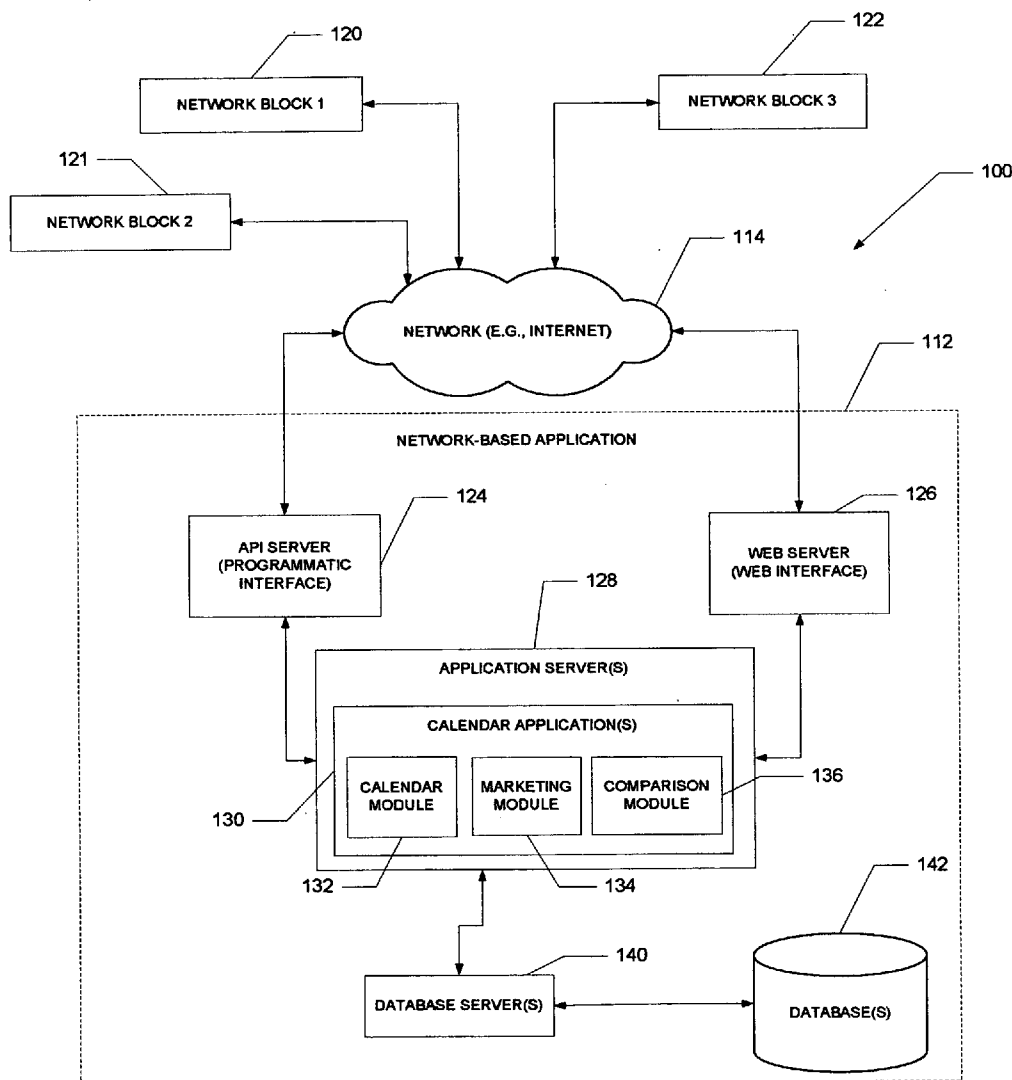 120
122
NETWORK BLOCK 1
NETWORK BLOCK 3
121
100
NETWORK BLOCK 2
114
NETWORK (E.G., INTERNET)
112
NETWORK-BASED APPLICATION
124
126
API SERVER
(PROGRAMMATIC
INTERFACE)
WEB SERVER
(WEB INTERFACE)
128
APPLICATION SERVER(S)
CALENDAR APPLICATION(S)
136
CALENDAR
MODULE
MARKETING
MODULE
COMPARISON
MODULE
130
132
134
142
140
DATABASE SERVER(S)
DATABASE(S)